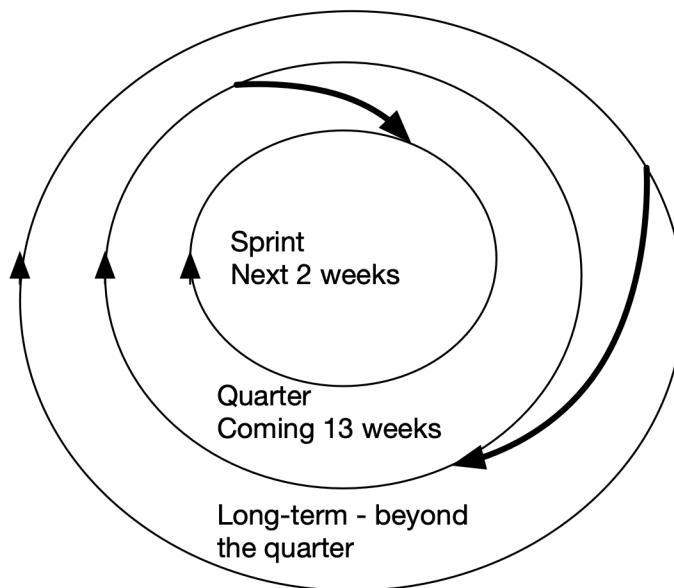 Sprint
Next 2 weeks
Quarter
Coming 13 weeks
Long-term - beyond
the quarter